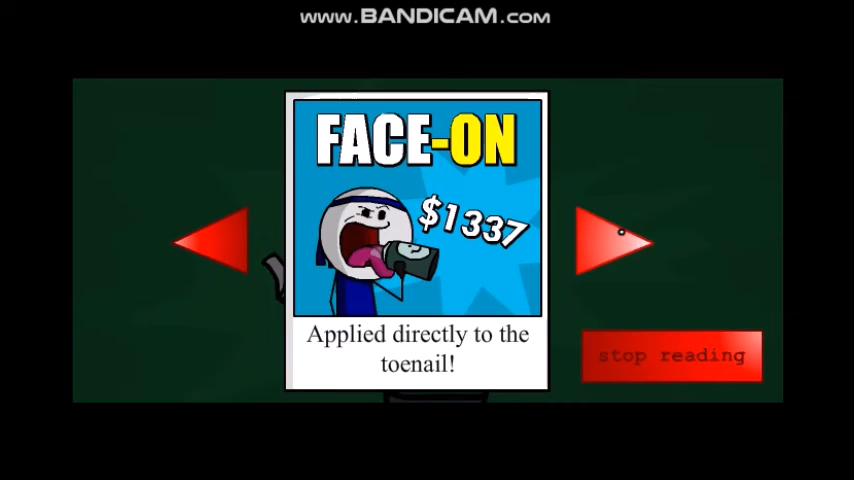 www.BANDICAM.com
FACE-ON
$1337
Applied directly to the
toenail!
stop reading